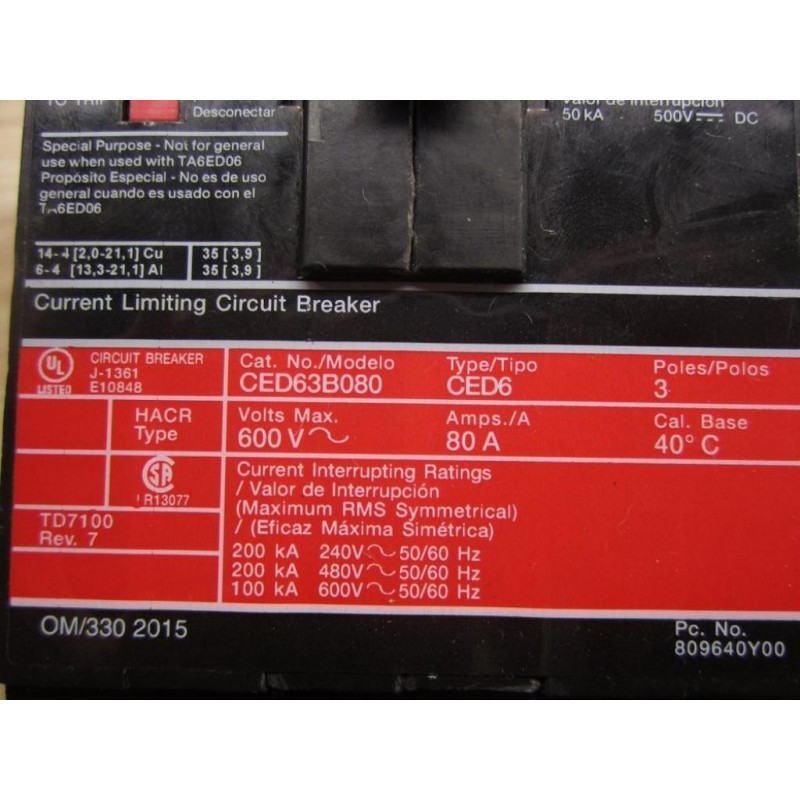 TO TRIP
Desconectar
Special Purpose - Not for general
use when used with TA6ED06
Propósito Especial - No es de uso
general cuando es usado con el
TA6ED06
14-4 [2,0-21,1] Cu 35 [3,9]
6-4 [13,3-21,1] Al 35 [3,9]
Valor de Interrupción
50 kA 500V⎓ DC
Current Limiting Circuit Breaker
UL
LISTED
CIRCUIT BREAKER
J-1361
E10848
Cat. No./Modelo
CED63B080
Type/Tipo
CED6
Poles/Polos
3
HACR
Type
Volts Max.
600 V～
Amps./A
80 A
Cal. Base
40° C
SA
LR13077
TD7100
Rev. 7
Current Interrupting Ratings
/ Valor de Interrupción
(Maximum RMS Symmetrical)
/ (Eficaz Máxima Simétrica)
200 kA 240V～50/60 Hz
200 kA 480V～50/60 Hz
100 kA 600V～50/60 Hz
OM/330 2015
Pc. No.
809640Y00